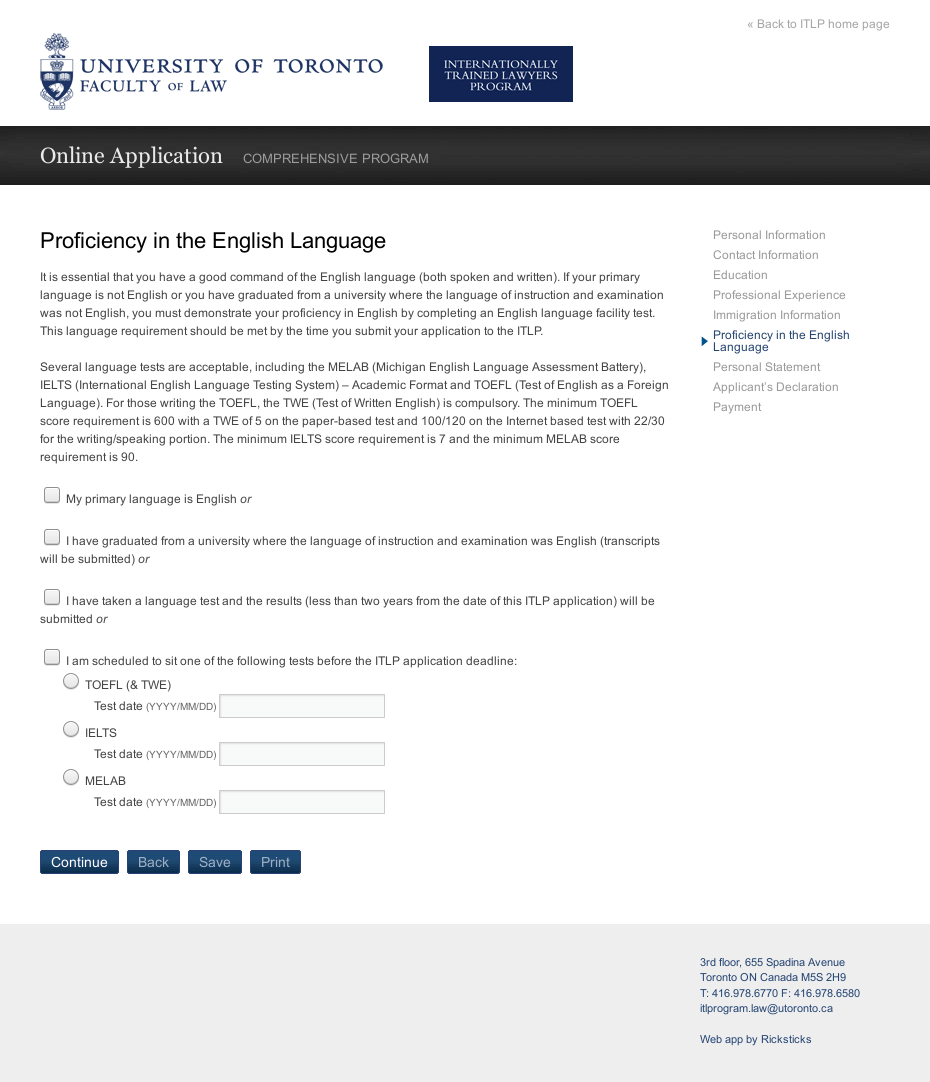 « Back to ITLP home page
UNIVERSITY OF TORONTO
FACULTY OF LAW
INTERNATIONALLY
TRAINED LAWYERS
PROGRAM
Online Application COMPREHENSIVE PROGRAM
Proficiency in the English Language
It is essential that you have a good command of the English language (both spoken and written). If your primary
language is not English or you have graduated from a university where the language of instruction and examination
was not English, you must demonstrate your proficiency in English by completing an English language facility test.
This language requirement should be met by the time you submit your application to the ITLP.
Several language tests are acceptable, including the MELAB (Michigan English Language Assessment Battery),
IELTS (International English Language Testing System) – Academic Format and TOEFL (Test of English as a Foreign
Language). For those writing the TOEFL, the TWE (Test of Written English) is compulsory. The minimum TOEFL
score requirement is 600 with a TWE of 5 on the paper-based test and 100/120 on the Internet based test with 22/30
for the writing/speaking portion. The minimum IELTS score requirement is 7 and the minimum MELAB score
requirement is 90.
My primary language is English or
I have graduated from a university where the language of instruction and examination was English (transcripts
will be submitted) or
I have taken a language test and the results (less than two years from the date of this ITLP application) will be
submitted or
I am scheduled to sit one of the following tests before the ITLP application deadline:
TOEFL (& TWE)
Test date (YYYY/MM/DD)
IELTS
Test date (YYYY/MM/DD)
MELAB
Test date (YYYY/MM/DD)
Continue Back Save Print
Personal Information
Contact Information
Education
Professional Experience
Immigration Information
Proficiency in the English
Language
Personal Statement
Applicant's Declaration
Payment
3rd floor, 655 Spadina Avenue
Toronto ON Canada M5S 2H9
T: 416.978.6770 F: 416.978.6580
itlprogram.law@utoronto.ca
Web app by Ricksticks